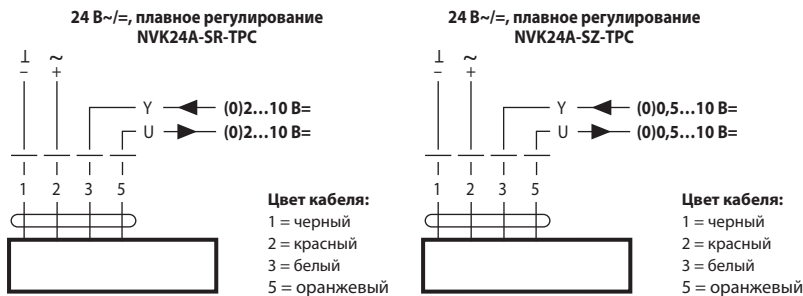 24 В~/=, плавное регулирование
NVK24A-SR-TPC
⊥ ~
– +
Y (0)2…10 В=
U (0)2…10 В=
1 2 3 5
Цвет кабеля:
1 = черный
2 = красный
3 = белый
5 = оранжевый
24 В~/=, плавное регулирование
NVK24A-SZ-TPC
⊥ ~
– +
Y (0)0,5…10 В=
U (0)0,5…10 В=
1 2 3 5
Цвет кабеля:
1 = черный
2 = красный
3 = белый
5 = оранжевый